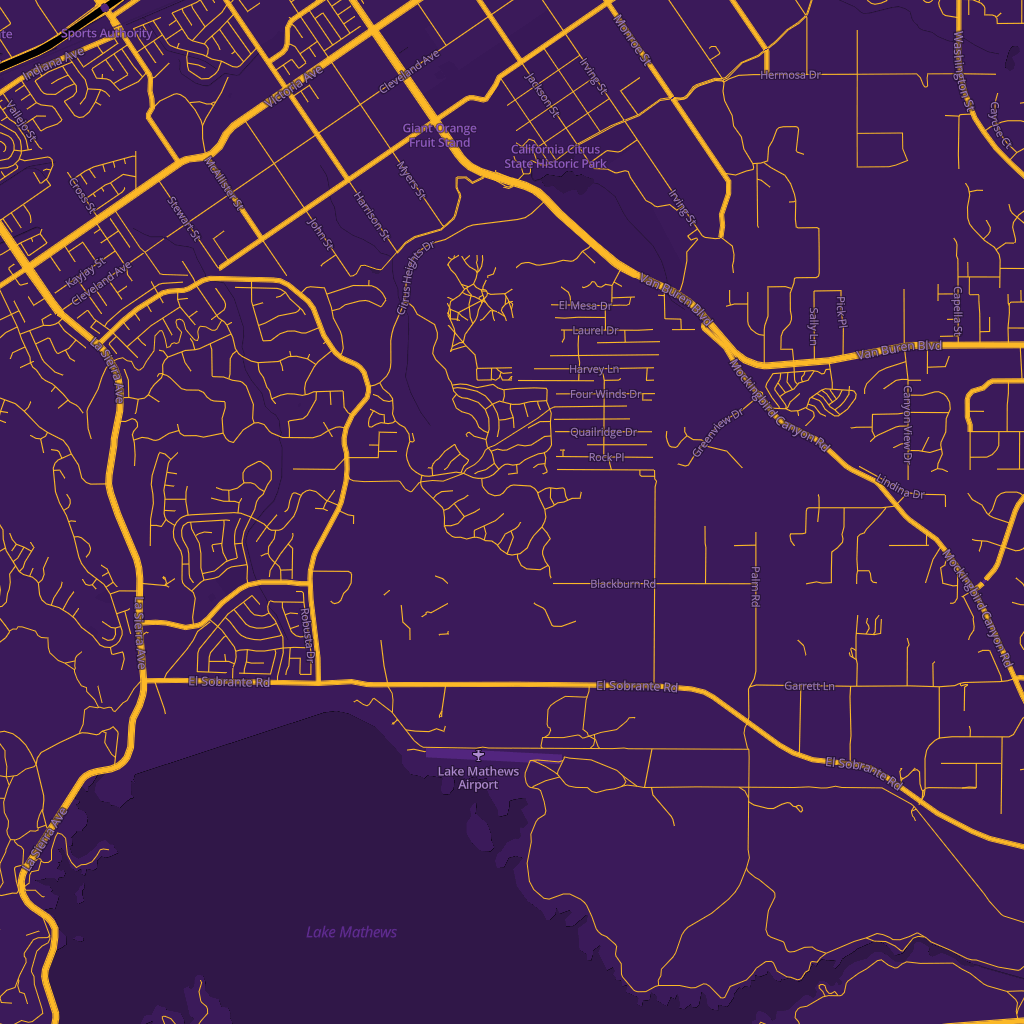 Sports Authority
Indiana Ave
Monroe St
Washington St
Victoria Ave
Cleveland Ave
Irving St
Jackson St
Hermosa Dr
Vallejo St
Cayuse Ct
Giant Orange
Fruit Stand
California Citrus
State Historic Park
McAllister St
Myers St
Cross St
Stewart St
Harrison St
Irving St
John St
Kaylay St
Cleveland Ave
Citrus Heights Dr
Van Buren Blvd
El Mesa Dr
Laurel Dr
Sally Ln
Pick Pl
Capella St
La Sierra Ave
Van Buren Blvd
Harvey Ln
Four Winds Dr
Mockingbird Canyon Rd
Canyon View Dr
Greenview Dr
Quailridge Dr
Rock Pl
Undina Dr
Blackburn Rd
Palm Rd
Mockingbird Canyon Rd
La Sierra Ave
Robusta Dr
El Sobrante Rd
El Sobrante Rd
Garrett Ln
Lake Mathews
Airport
El Sobrante Rd
La Sierra Ave
Lake Mathews